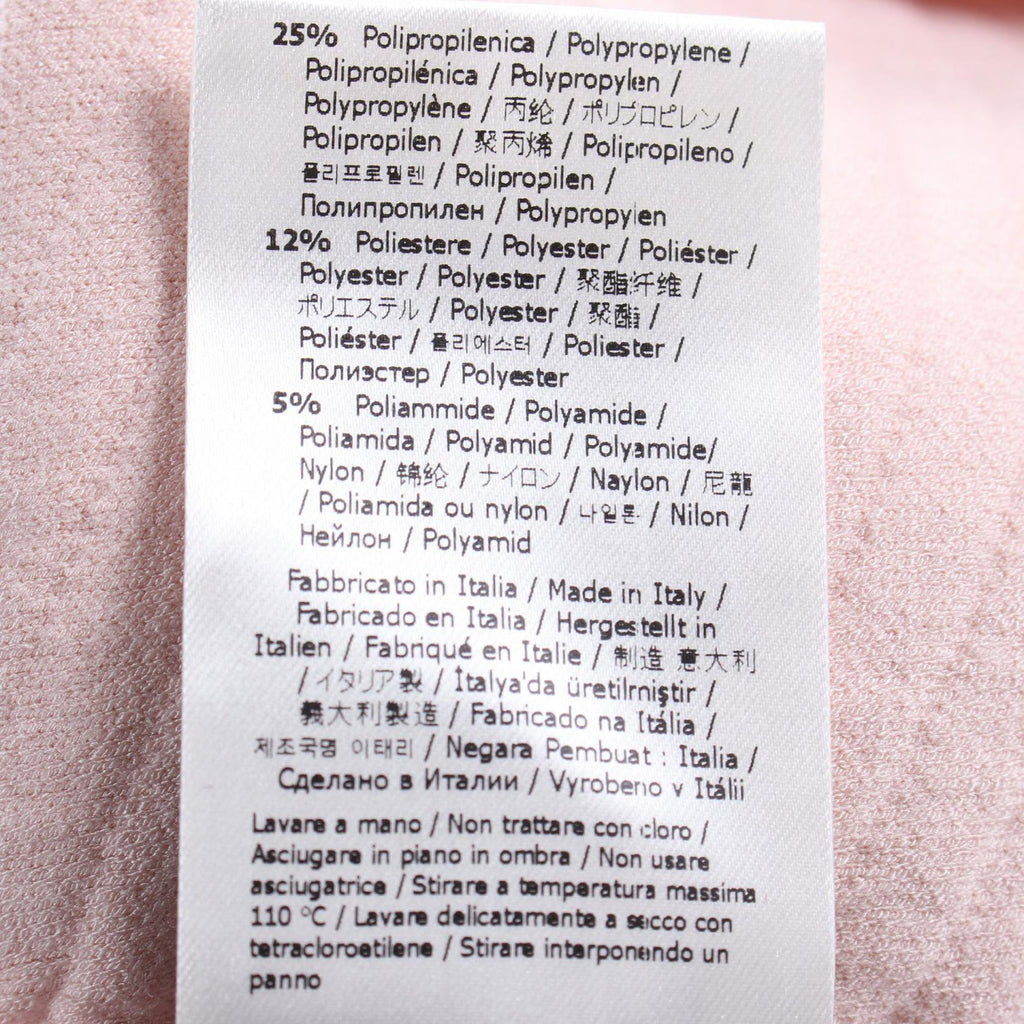 25% Polipropilenica / Polypropylene /
Polipropilénica / Polypropylen /
Polypropylène / 丙纶 / ポリプロピレン /
Polipropilen / 聚丙烯 / Polipropileno /
폴리프로필렌 / Polipropilen /
Полипропилен / Polypropylen
12% Poliestere / Polyester / Poliéster /
Polyester / Polyester / 聚酯纤维 /
ポリエステル / Polyester / 聚酯 /
Poliéster / 폴리에스터 / Poliester /
Полиэстер / Polyester
5% Poliammide / Polyamide /
Poliamida / Polyamid / Polyamide/
Nylon / 锦纶 / ナイロン / Naylon / 尼龍
/ Poliamida ou nylon / 나일론 / Nilon /
Нейлон / Polyamid
Fabbricato in Italia / Made in Italy /
Fabricado en Italia / Hergestellt in
Italien / Fabriqué en Italie / 制造 意大利
/ イタリア製 / İtalya'da üretilmiştir /
義大利製造 / Fabricado na Itália /
제조국명 이태리 / Negara Pembuat : Italia /
Сделано в Италии / Vyrobeno v Itálii
Lavare a mano / Non trattare con cloro /
Asciugare in piano in ombra / Non usare
asciugatrice / Stirare a temperatura massima
110 °C / Lavare delicatamente a secco con
tetracloroetilene / Stirare interponendo un
panno